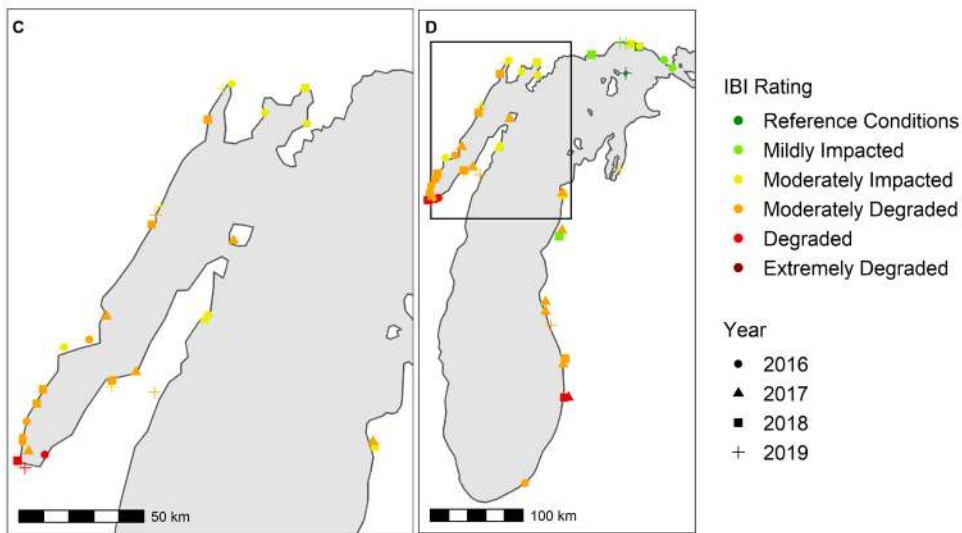 C
D
50 km
100 km
IBI Rating
Reference Conditions
Mildly Impacted
Moderately Impacted
Moderately Degraded
Degraded
Extremely Degraded
Year
2016
2017
2018
2019